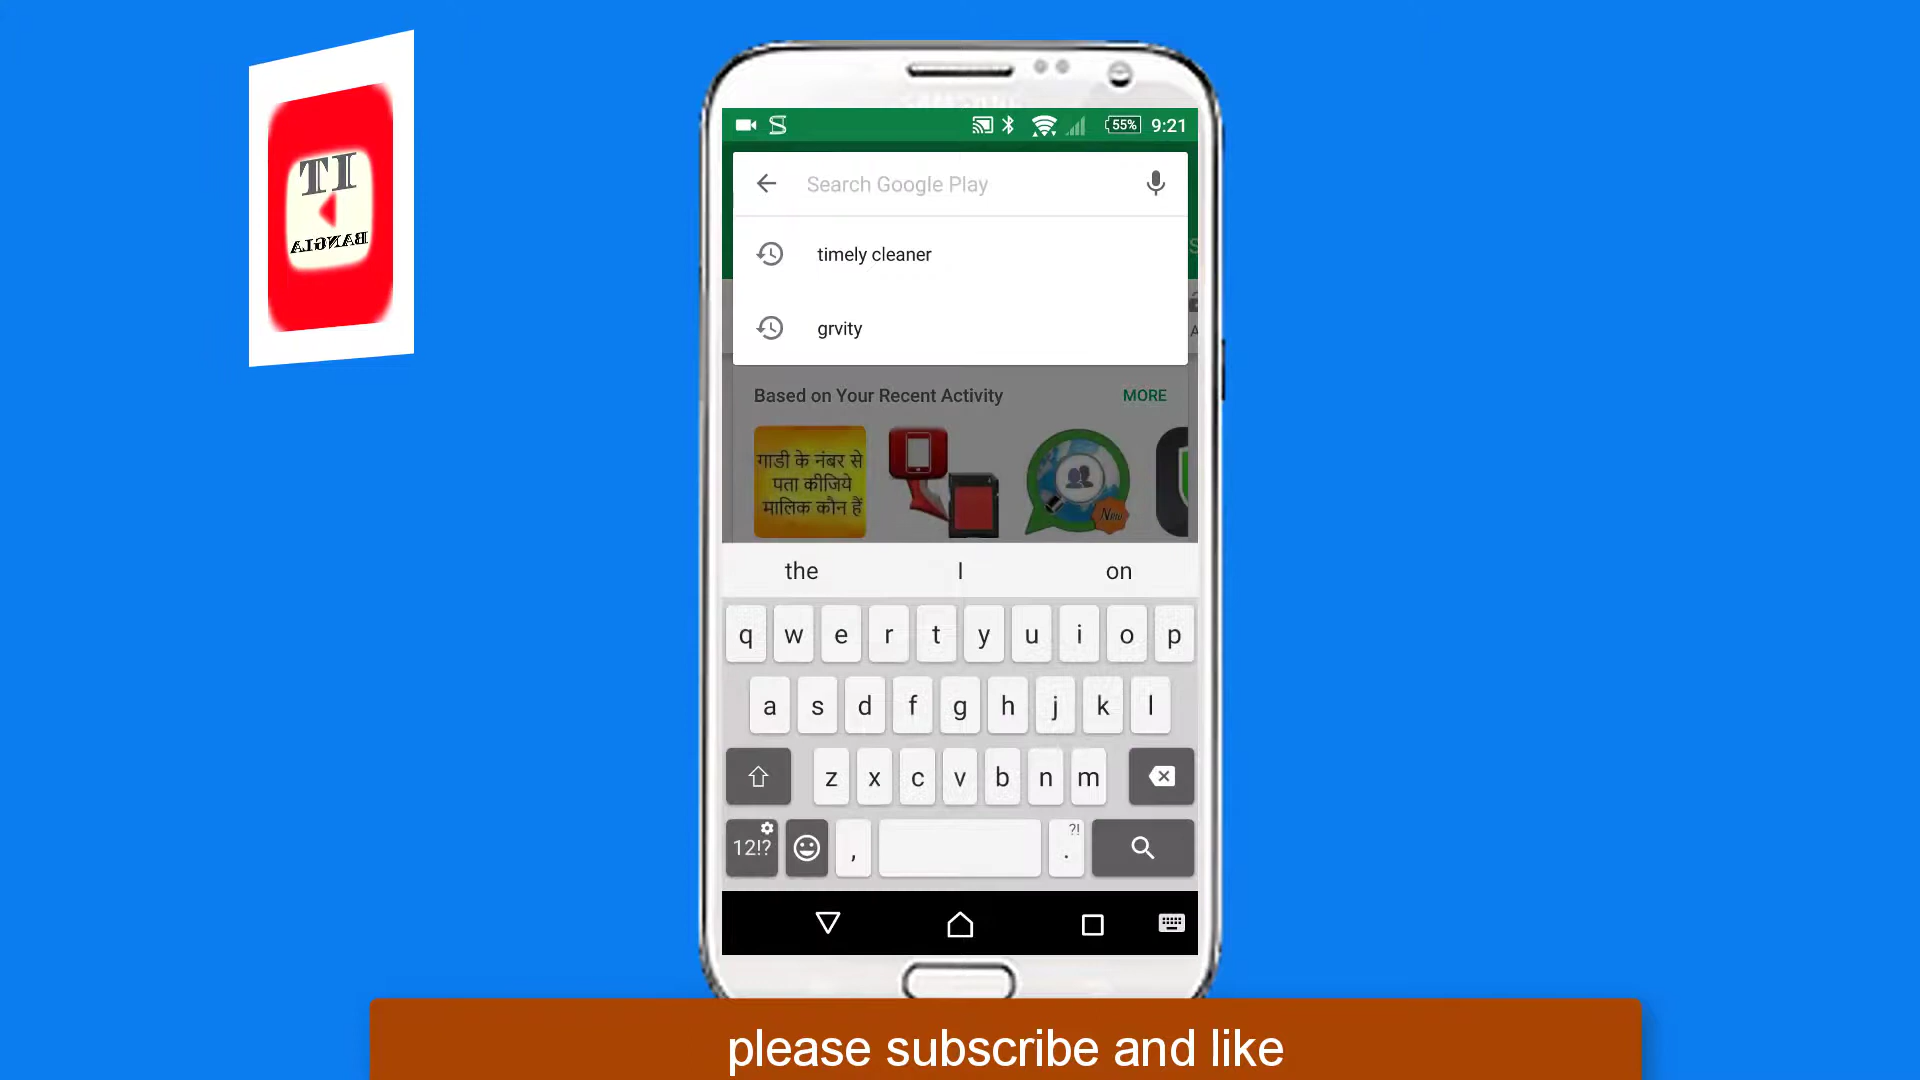 IT
BANGLA
55% 9:21
Search Google Play
timely cleaner
grvity
Based on Your Recent Activity MORE
गाडी के नंबर से
पता कीजिये
मालिक कौन हैं
New
the I on
q w e r t y u i o p
a s d f g h j k l
z x c v b n m
12!? , . ?!
please subscribe and like